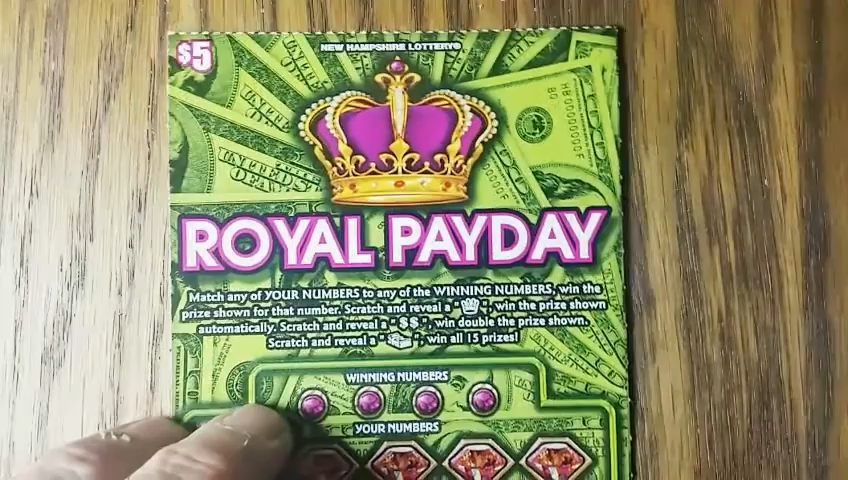 $5
NEW HAMPSHIRE LOTTERY®
ROYAL PAYDAY
Match any of YOUR NUMBERS to any of the WINNING NUMBERS, win the
prize shown for that number. Scratch and reveal a " ", win the prize shown
automatically. Scratch and reveal a "$$", win double the prize shown.
Scratch and reveal a " ", win all 15 prizes!
WINNING NUMBERS
YOUR NUMBERS